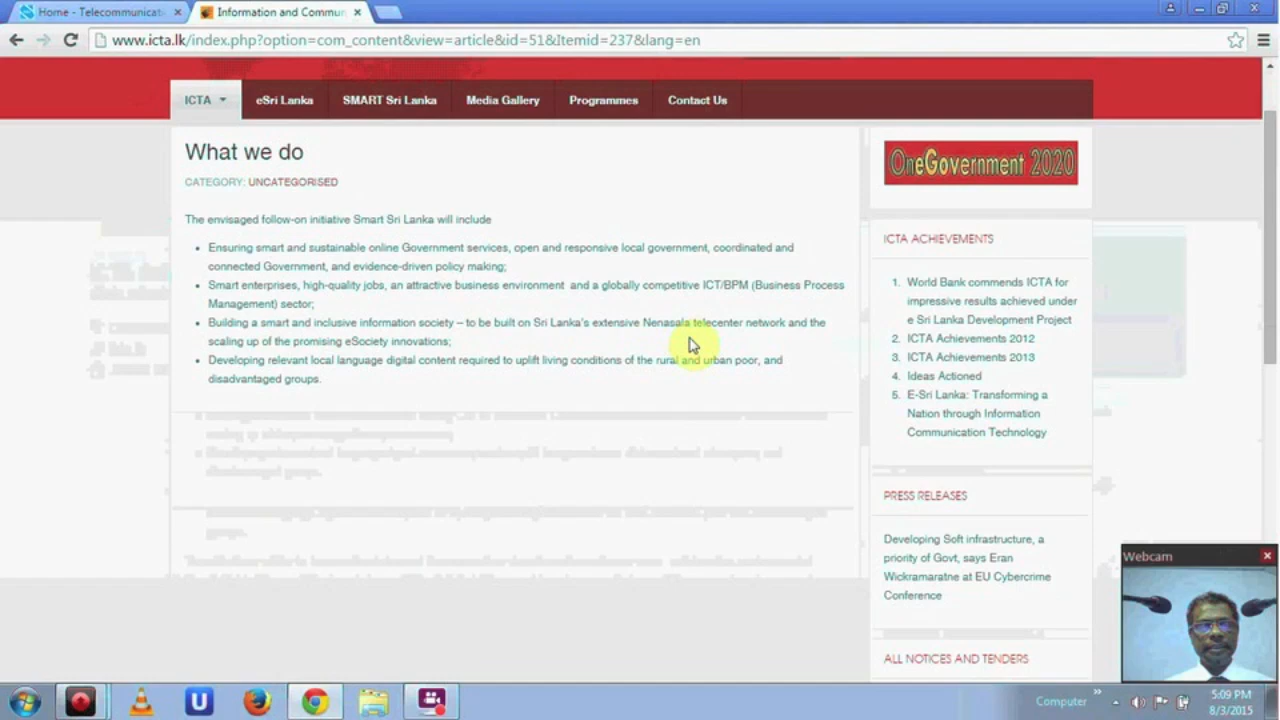 Home - Telecommunicati
Information and Commun
www.icta.lk/index.php?option=com_content&view=article&id=51&Itemid=237&lang=en
ICTA
eSri Lanka
SMART Sri Lanka
Media Gallery
Programmes
Contact Us
What we do
CATEGORY: UNCATEGORISED
The envisaged follow-on initiative Smart Sri Lanka will include
Ensuring smart and sustainable online Government services, open and responsive local government, coordinated and
connected Government, and evidence-driven policy making;
Smart enterprises, high-quality jobs, an attractive business environment and a globally competitive ICT/BPM (Business Process
Management) sector;
Building a smart and inclusive information society – to be built on Sri Lanka's extensive Nenasala telecenter network and the
scaling up of the promising eSociety innovations;
Developing relevant local language digital content required to uplift living conditions of the rural and urban poor, and
disadvantaged groups.
OneGovernment 2020
ICTA ACHIEVEMENTS
1. World Bank commends ICTA for
impressive results achieved under
e Sri Lanka Development Project
2. ICTA Achievements 2012
3. ICTA Achievements 2013
4. Ideas Actioned
5. E-Sri Lanka: Transforming a
Nation through Information
Communication Technology
PRESS RELEASES
Developing Soft infrastructure, a
priority of Govt, says Eran
Wickramaratne at EU Cybercrime
Conference
ALL NOTICES AND TENDERS
Webcam
Computer
5:09 PM
8/3/2015